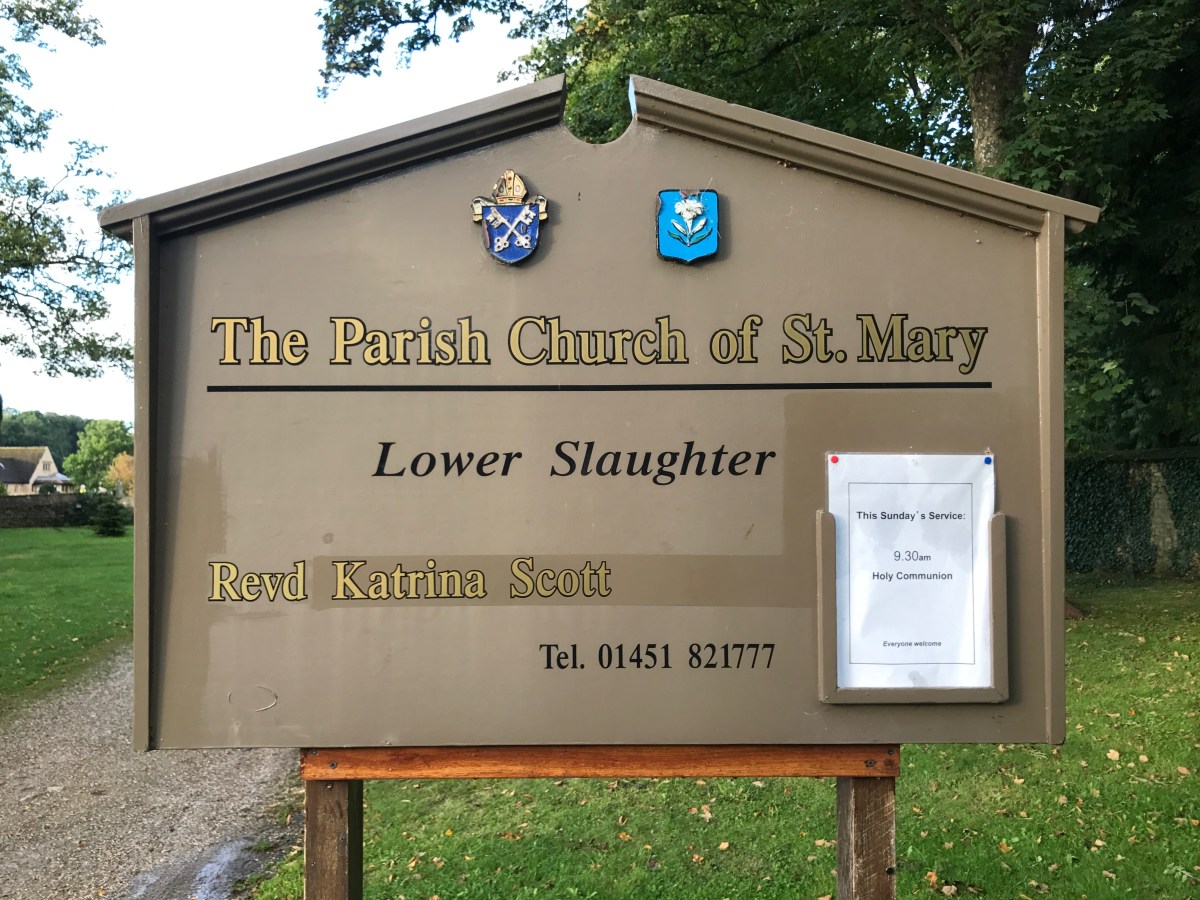 The Parish Church of St. Mary
Lower Slaughter
Revd Katrina Scott
Tel. 01451 821777
This Sunday`s Service:
9.30am
Holy Communion
Everyone welcome